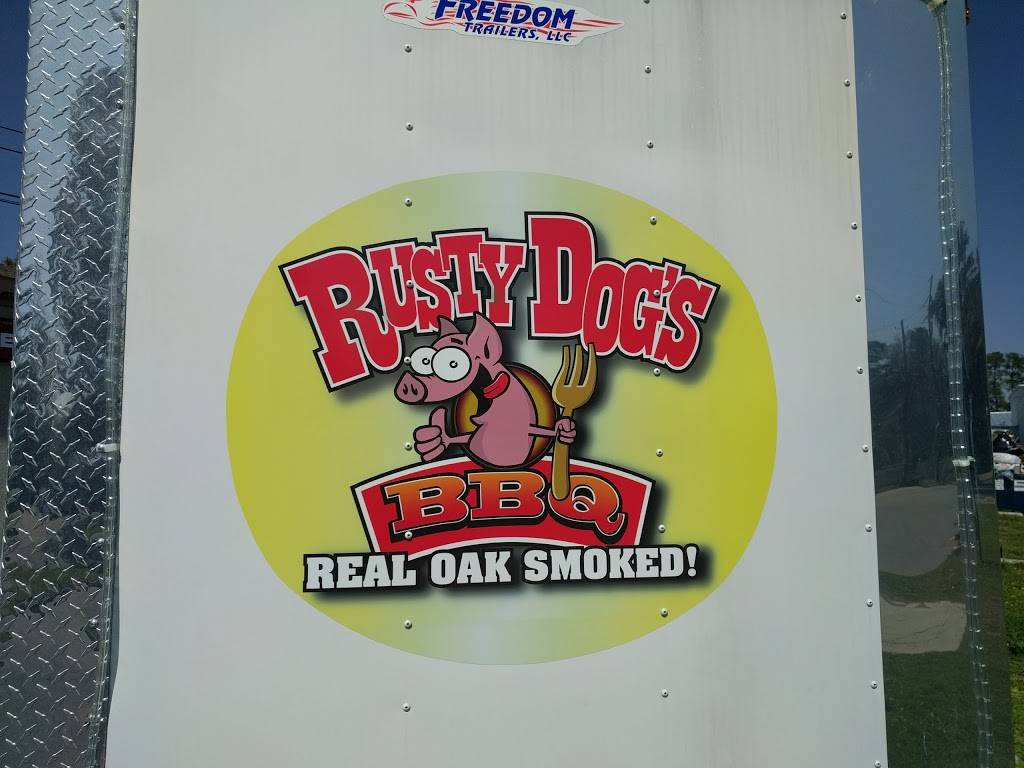 FREEDOM
TRAILERS, LLC
RUSTY DOG'S
BBQ
REAL OAK SMOKED!